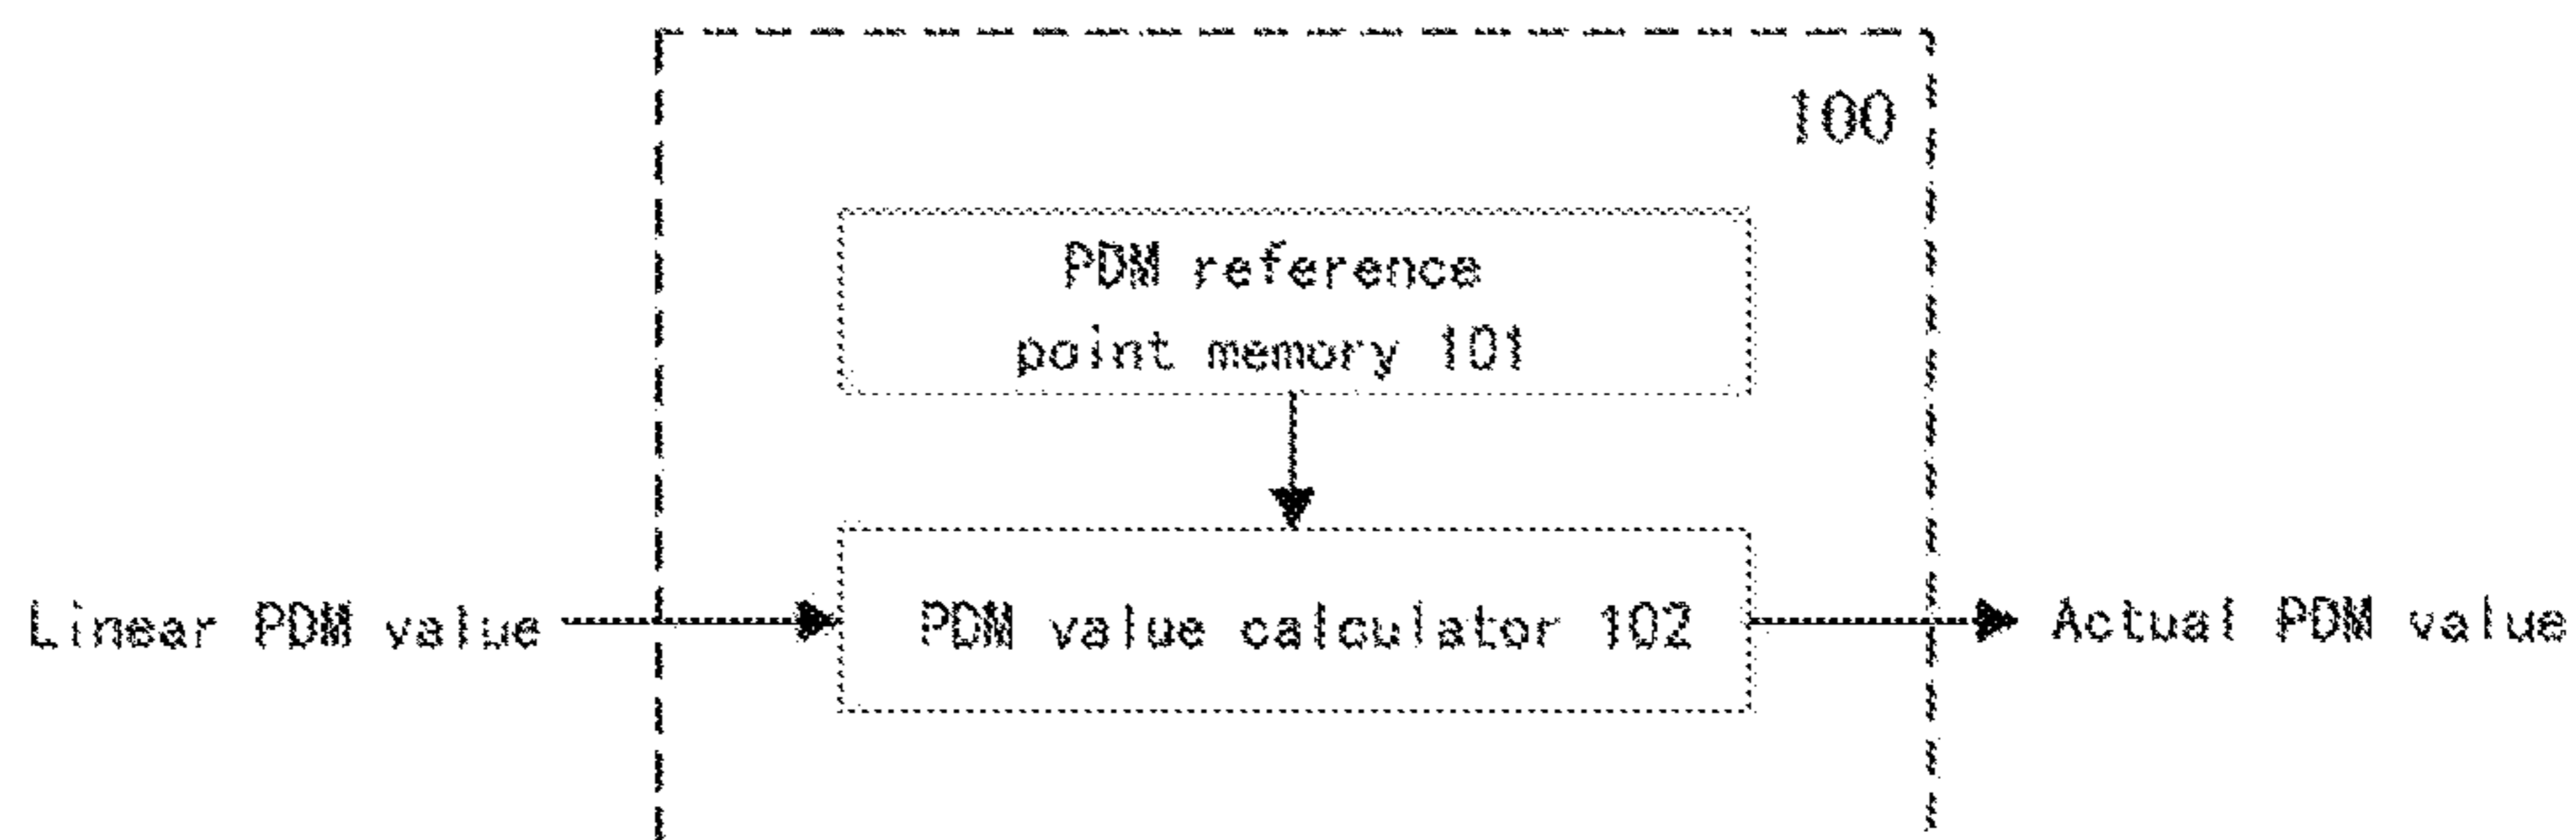 100
PDM reference
point memory 101
Linear PDM value
PDM value calculator 102
Actual PDM value